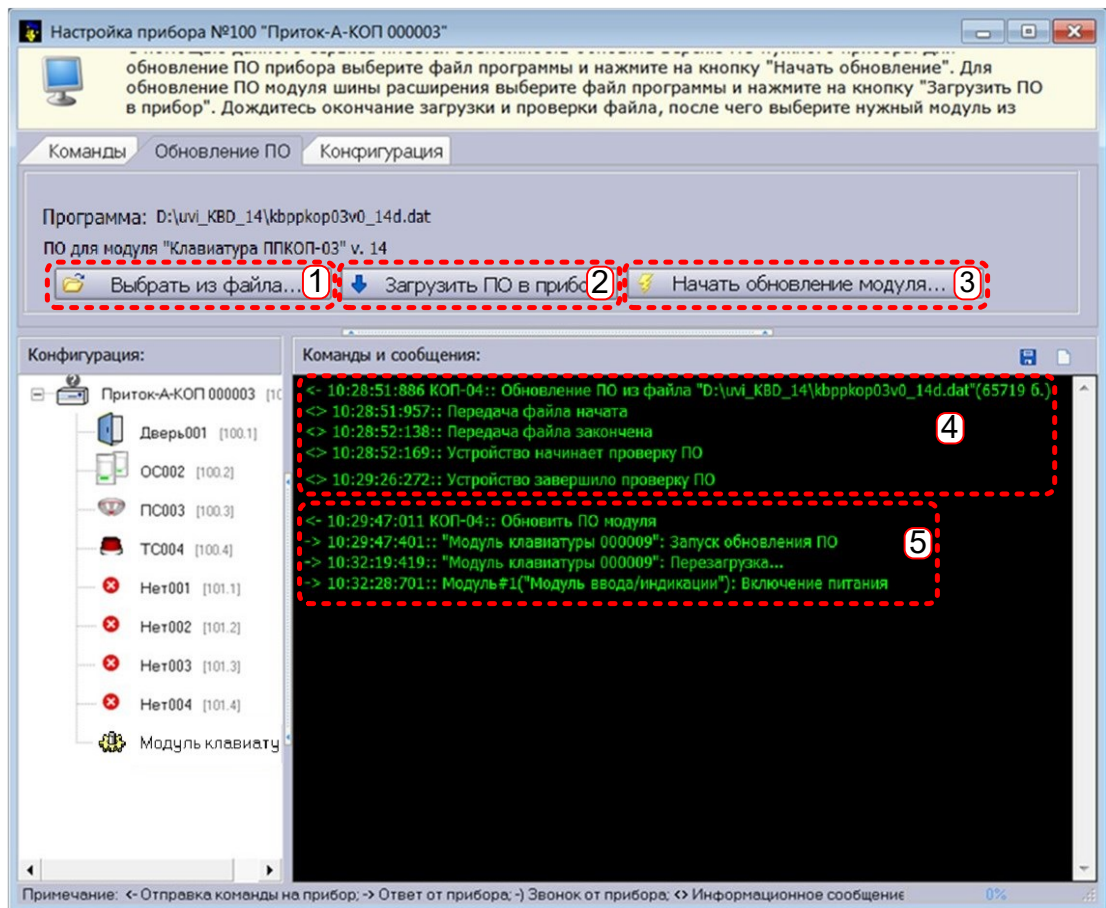 Настройка прибора №100 "Приток-А-КОП 000003"
обновление ПО прибора выберите файл программы и нажмите на кнопку "Начать обновление". Для
обновление ПО модуля шины расширения выберите файл программы и нажмите на кнопку "Загрузить ПО
в прибор". Дождитесь окончание загрузки и проверки файла, после чего выберите нужный модуль из
Команды Обновление ПО Конфигурация
Программа: D:\uvi_KBD_14\kbppkop03v0_14d.dat
ПО для модуля "Клавиатура ППКОП-03" v. 14
Выбрать из файла... 1 Загрузить ПО в прибо 2 Начать обновление модуля... 3
Конфигурация:
Приток-А-КОП 000003 [10
Дверь001 [100.1]
ОС002 [100.2]
ПС003 [100.3]
ТС004 [100.4]
Нет001 [101.1]
Нет002 [101.2]
Нет003 [101.3]
Нет004 [101.4]
Модуль клавиату
Команды и сообщения:
<- 10:28:51:886 КОП-04:: Обновление ПО из файла "D:\uvi_KBD_14\kbppkop03v0_14d.dat"(65719 б.)
<> 10:28:51:957:: Передача файла начата
<> 10:28:52:138:: Передача файла закончена
<> 10:28:52:169:: Устройство начинает проверку ПО
<> 10:29:26:272:: Устройство завершило проверку ПО
4
<- 10:29:47:011 КОП-04:: Обновить ПО модуля
-> 10:29:47:401:: "Модуль клавиатуры 000009": Запуск обновления ПО
-> 10:32:19:419:: "Модуль клавиатуры 000009": Перезагрузка...
-> 10:32:28:701:: Модуль#1("Модуль ввода/индикации"): Включение питания
5
Примечание: <- Отправка команды на прибор; -> Ответ от прибора; -) Звонок от прибора; <> Информационное сообщение 0%